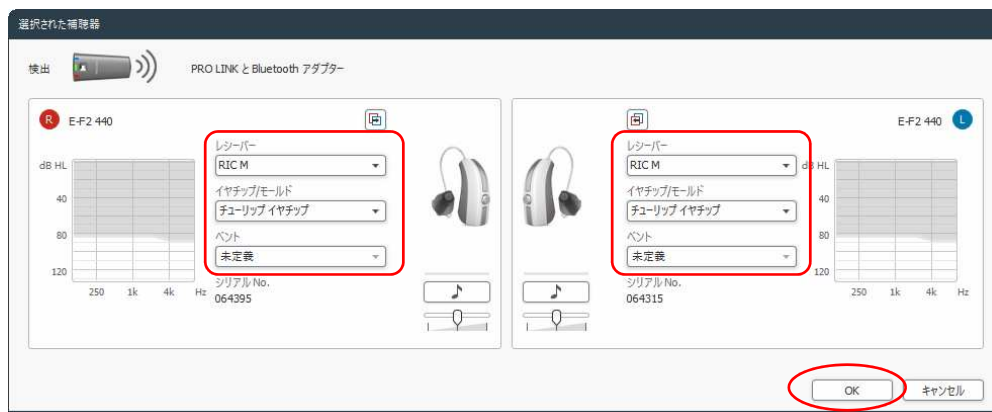 選択された補聴器
検出
PRO LINK と Bluetooth アダプター
R
E-F2 440
dB HL
40
80
120
250 1k 4k Hz
レシーバー
RIC M
イヤチップ/モールド
チューリップ イヤチップ
ベント
未定義
シリアル No.
064395
E-F2 440
L
レシーバー
RIC M
イヤチップ/モールド
チューリップ イヤチップ
ベント
未定義
シリアル No.
064315
dB HL
40
80
120
250 1k 4k Hz
OK
キャンセル